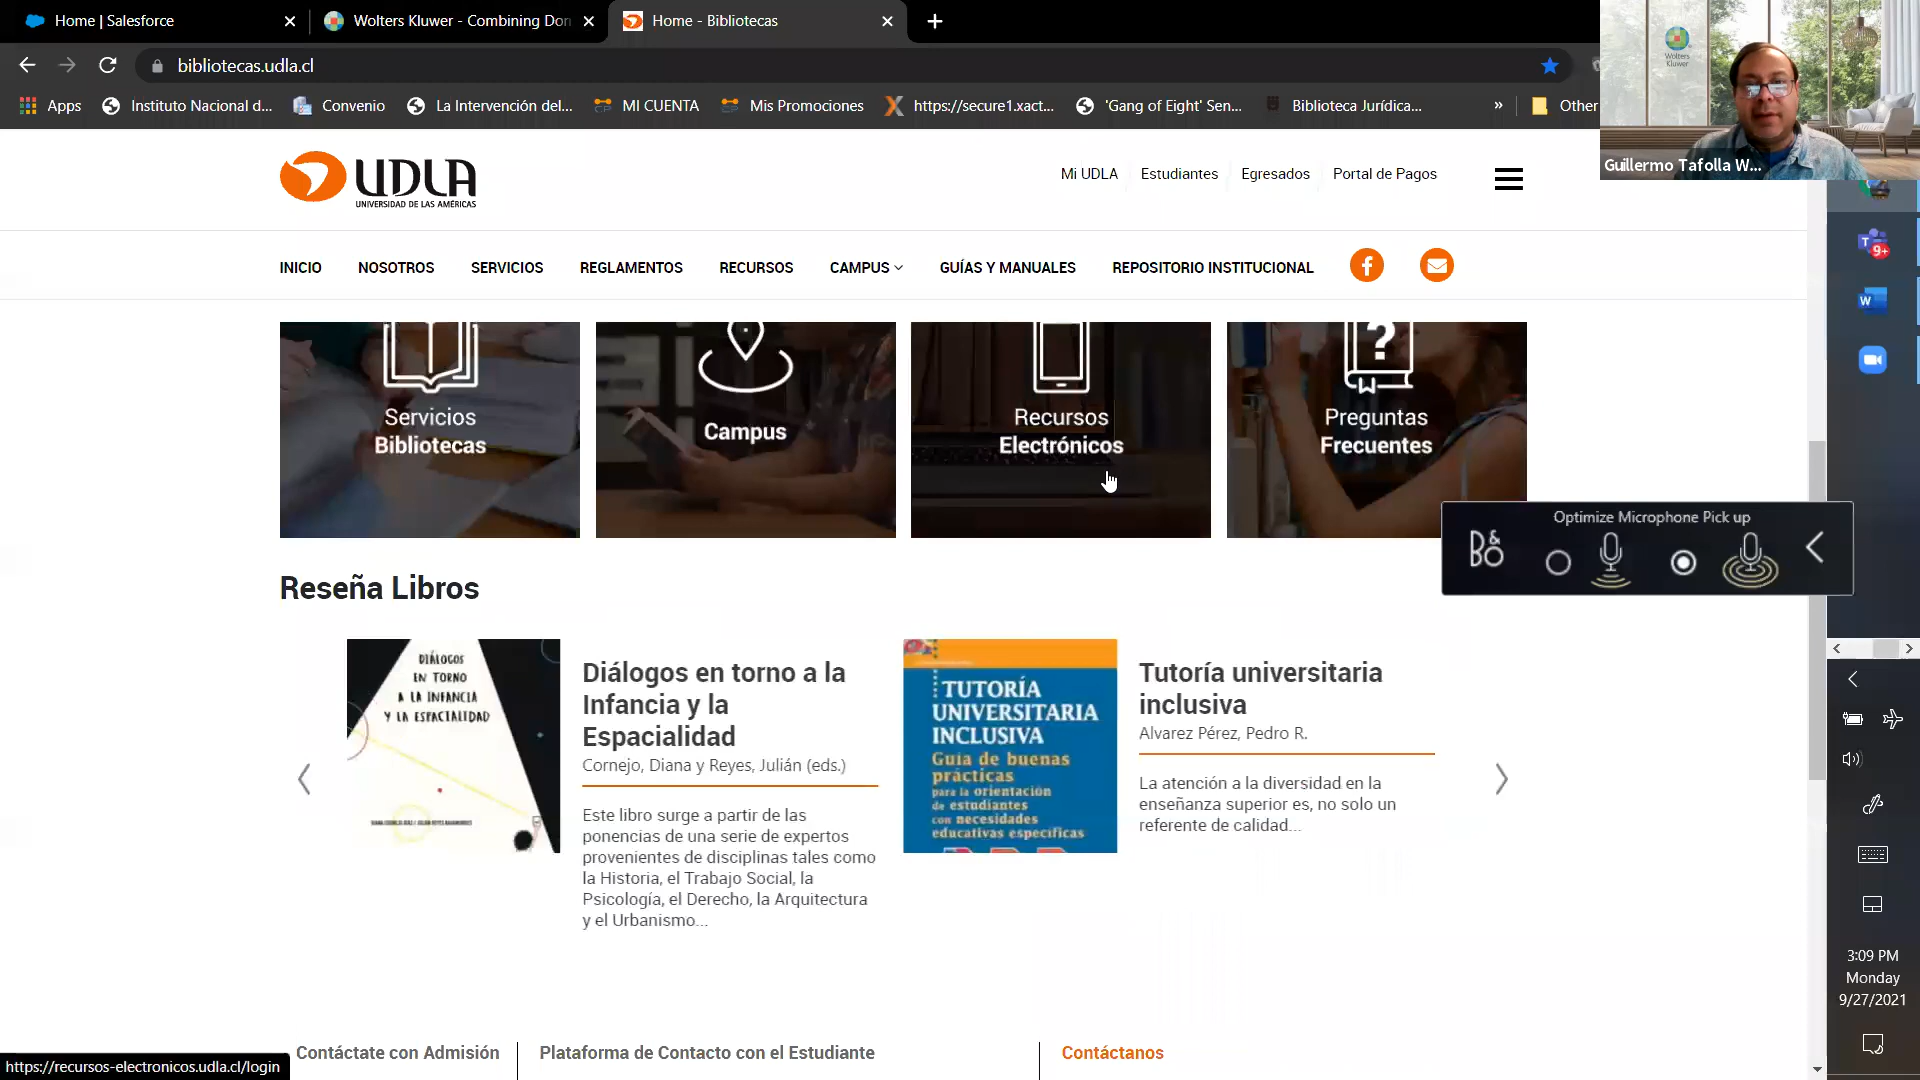 Home | Salesforce
Wolters Kluwer - Combining Dor
Home - Bibliotecas
bibliotecas.udla.cl
Apps
Instituto Nacional d...
Convenio
La Intervención del...
MI CUENTA
Mis Promociones
https://secure1.xact...
'Gang of Eight' Sen...
Biblioteca Jurídica...
»
Other
Wolters Kluwer
Guillermo Tafolla W...
UDLA
UNIVERSIDAD DE LAS AMÉRICAS
Mi UDLA
Estudiantes
Egresados
Portal de Pagos
INICIO
NOSOTROS
SERVICIOS
REGLAMENTOS
RECURSOS
CAMPUS
GUÍAS Y MANUALES
REPOSITORIO INSTITUCIONAL
9+
Servicios
Bibliotecas
Campus
Recursos
Electrónicos
Preguntas
Frecuentes
Optimize Microphone Pick up
B&O
Reseña Libros
DIÁLOGOS
EN TORNO
A LA INFANCIA
Y LA ESPACIALIDAD
Diálogos en torno a la
Infancia y la
Espacialidad
Cornejo, Diana y Reyes, Julián (eds.)
Este libro surge a partir de las
ponencias de una serie de expertos
provenientes de disciplinas tales como
la Historia, el Trabajo Social, la
Psicología, el Derecho, la Arquitectura
y el Urbanismo...
TUTORÍA
UNIVERSITARIA
INCLUSIVA
Guía de buenas
prácticas
para la orientación
de estudiantes
con necesidades
educativas específicas
Tutoría universitaria
inclusiva
Alvarez Pérez, Pedro R.
La atención a la diversidad en la
enseñanza superior es, no solo un
referente de calidad...
3:09 PM
Monday
9/27/2021
Contáctate con Admisión
Plataforma de Contacto con el Estudiante
Contáctanos
https://recursos-electronicos.udla.cl/login